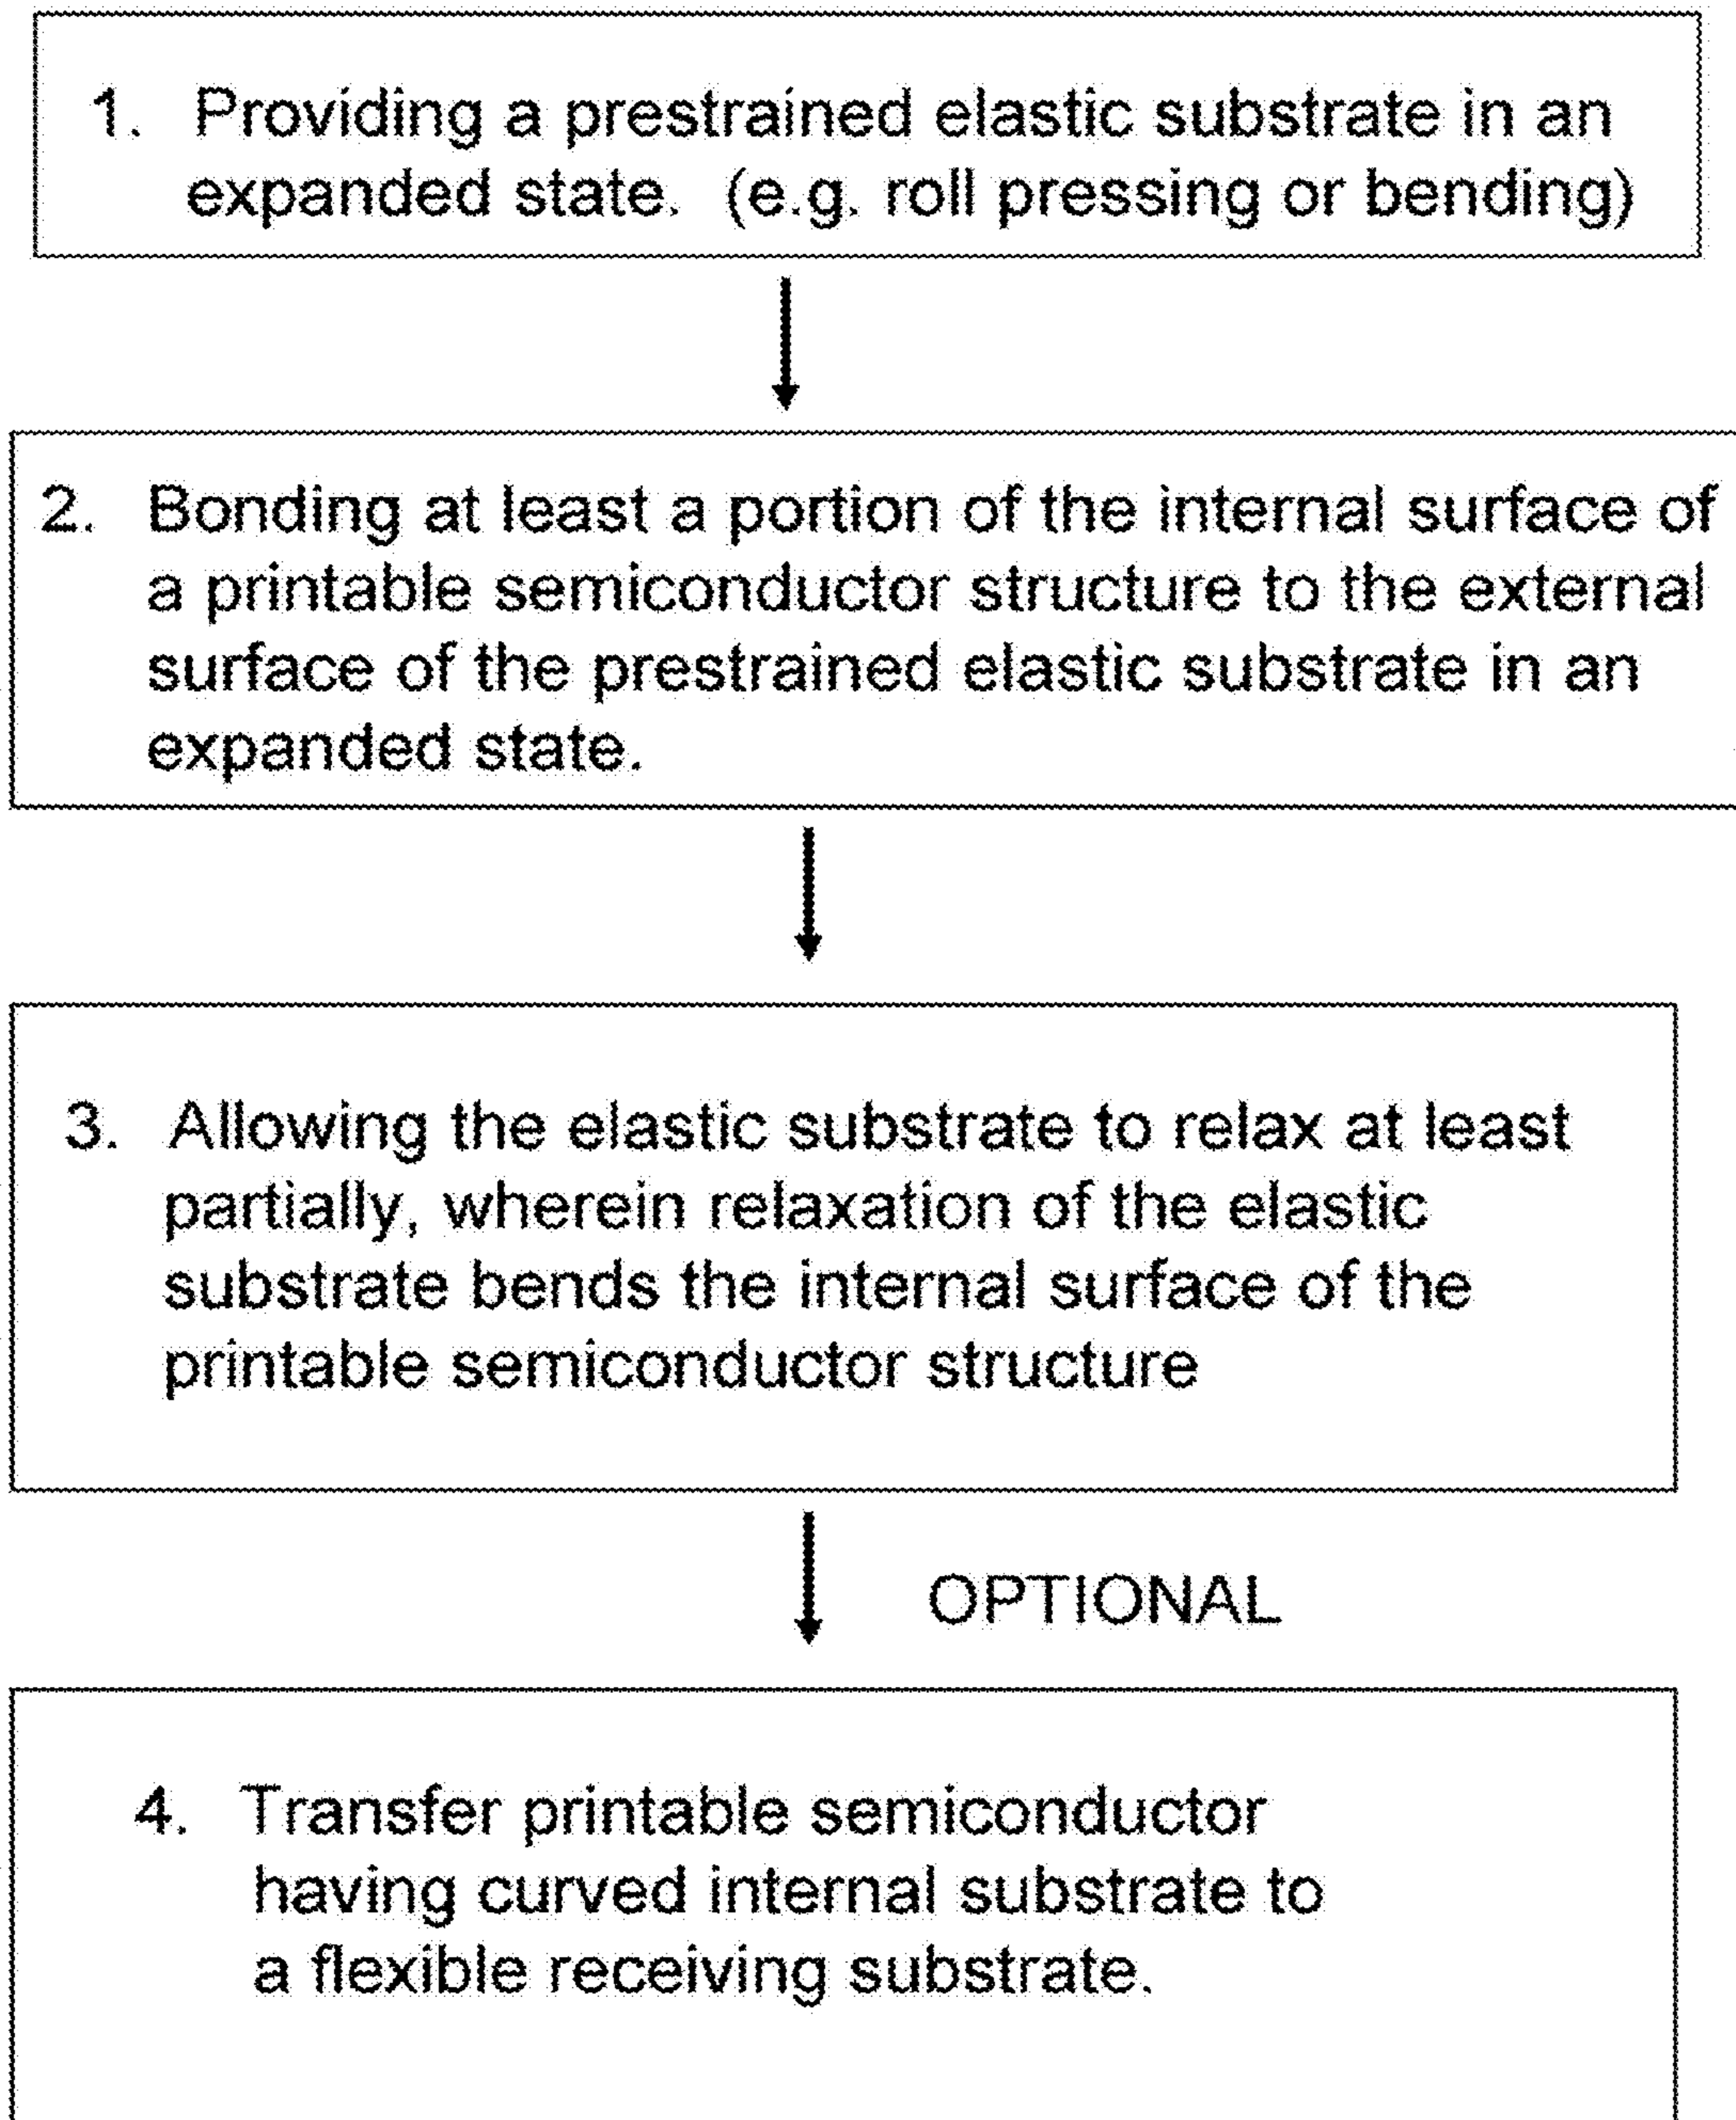 1. Providing a prestrained elastic substrate in an
expanded state. (e.g. roll pressing or bending)
2. Bonding at least a portion of the internal surface of
a printable semiconductor structure to the external
surface of the prestrained elastic substrate in an
expanded state.
3. Allowing the elastic substrate to relax at least
partially, wherein relaxation of the elastic
substrate bends the internal surface of the
printable semiconductor structure
OPTIONAL
4. Transfer printable semiconductor
having curved internal substrate to
a flexible receiving substrate.